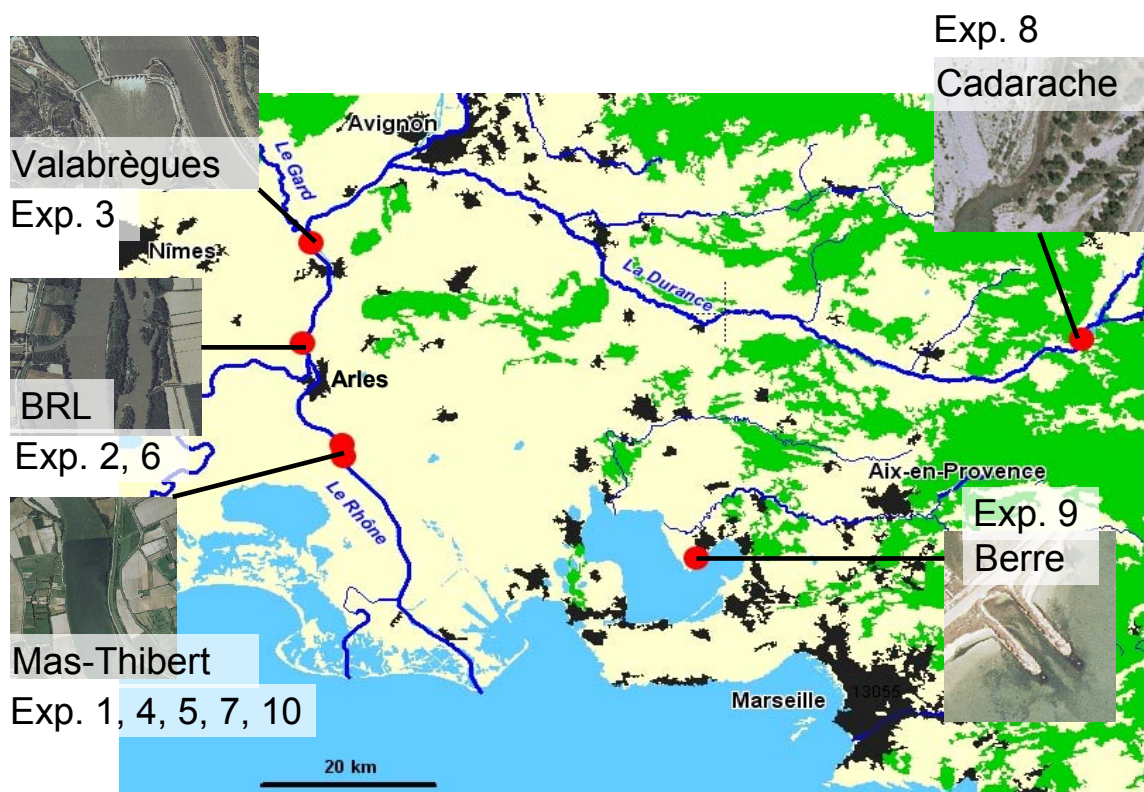 Exp. 8
Cadarache
Avignon
Le Gard
Valabrègues
Exp. 3
Nîmes
La Durance
BRL
Exp. 2, 6
Arles
Aix-en-Provence
Le Rhône
Exp. 9
Berre
Mas-Thibert
Exp. 1, 4, 5, 7, 10
Marseille
13055
20 km